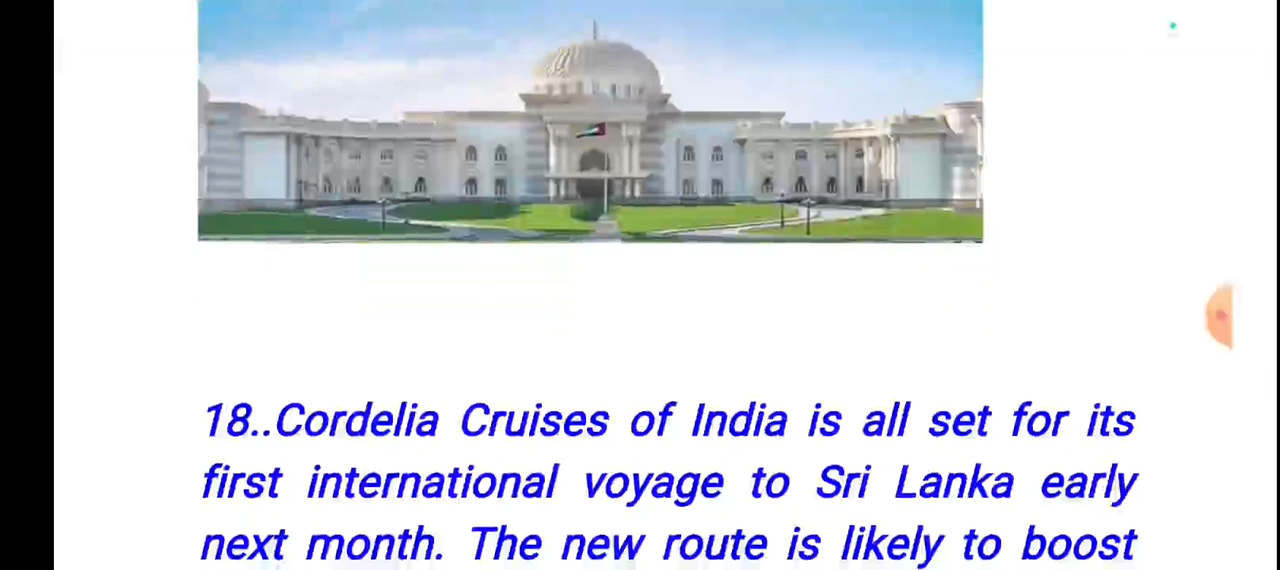 18..Cordelia Cruises of India is all set for its
first international voyage to Sri Lanka early
next month. The new route is likely to boost